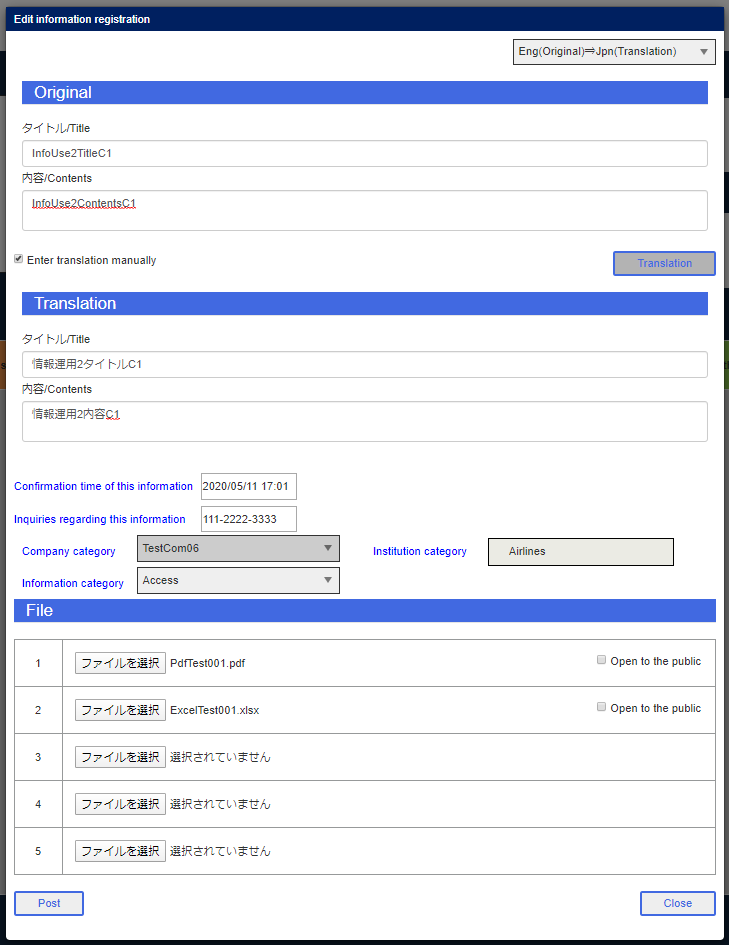 Edit information registration
Eng(Original)⇒Jpn(Translation)
Original
タイトル/Title
InfoUse2TitleC1
内容/Contents
InfoUse2ContentsC1
Enter translation manually
Translation
Translation
タイトル/Title
情報運用2タイトルC1
内容/Contents
情報運用2内容C1
Confirmation time of this information 2020/05/11 17:01
Inquiries regarding this information 111-2222-3333
Company category TestCom06 Institution category Airlines
Information category Access
File
1 ファイルを選択 PdfTest001.pdf Open to the public
2 ファイルを選択 ExcelTest001.xlsx Open to the public
3 ファイルを選択 選択されていません
4 ファイルを選択 選択されていません
5 ファイルを選択 選択されていません
Post Close